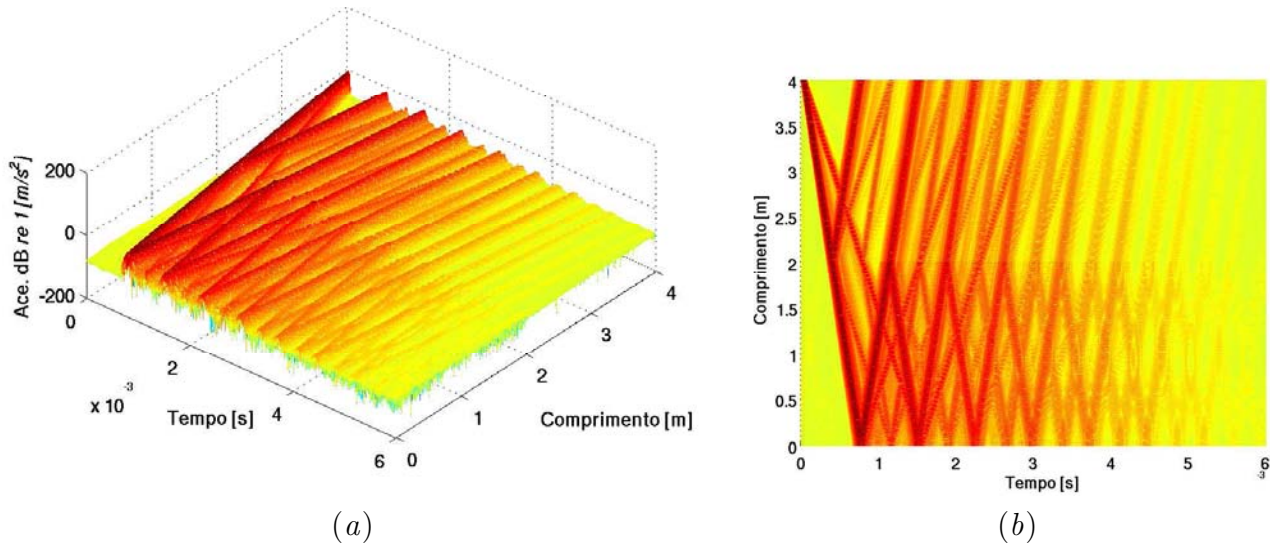 200
0
-200
Ace. dB re 1 [m/s²]
0
2
4
6
x 10⁻³
Tempo [s]
0
1
2
3
4
Comprimento [m]
(a)
4
3.5
3
2.5
2
1.5
1
0.5
0
Comprimento [m]
0 1 2 3 4 5 6
Tempo [s]
-3
(b)